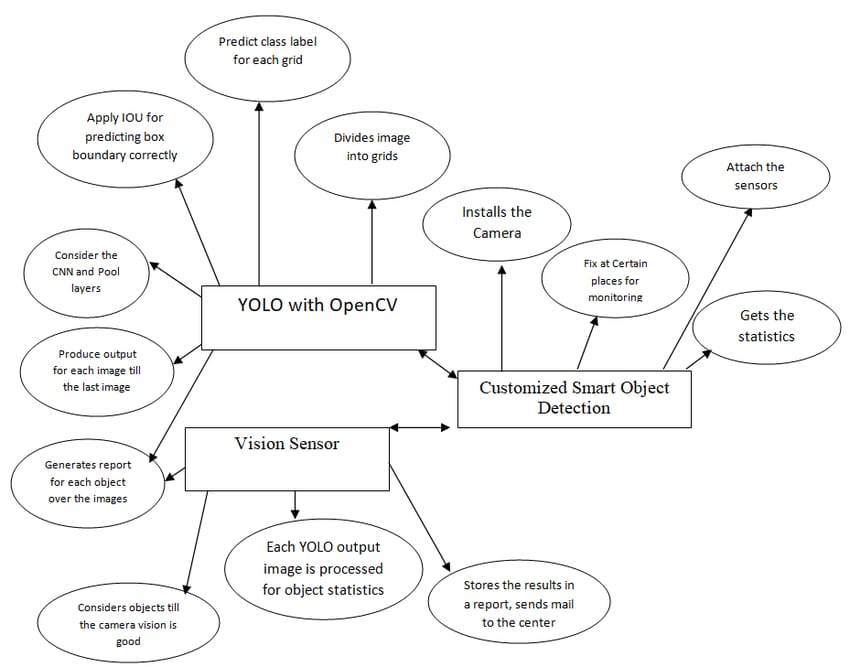 Predict class label
for each grid
Apply IOU for
predicting box
boundary correctly
Divides image
into grids
Attach the
sensors
Installs the
Camera
Consider the
CNN and Pool
layers
Fix at Certain
places for
monitoring
YOLO with OpenCV
Gets the
statistics
Produce output
for each image till
the last image
Customized Smart Object
Detection
Vision Sensor
Generates report
for each object
over the images
Each YOLO output
image is processed
for object statistics
Stores the results in
a report, sends mail
to the center
Considers objects till
the camera vision is
good